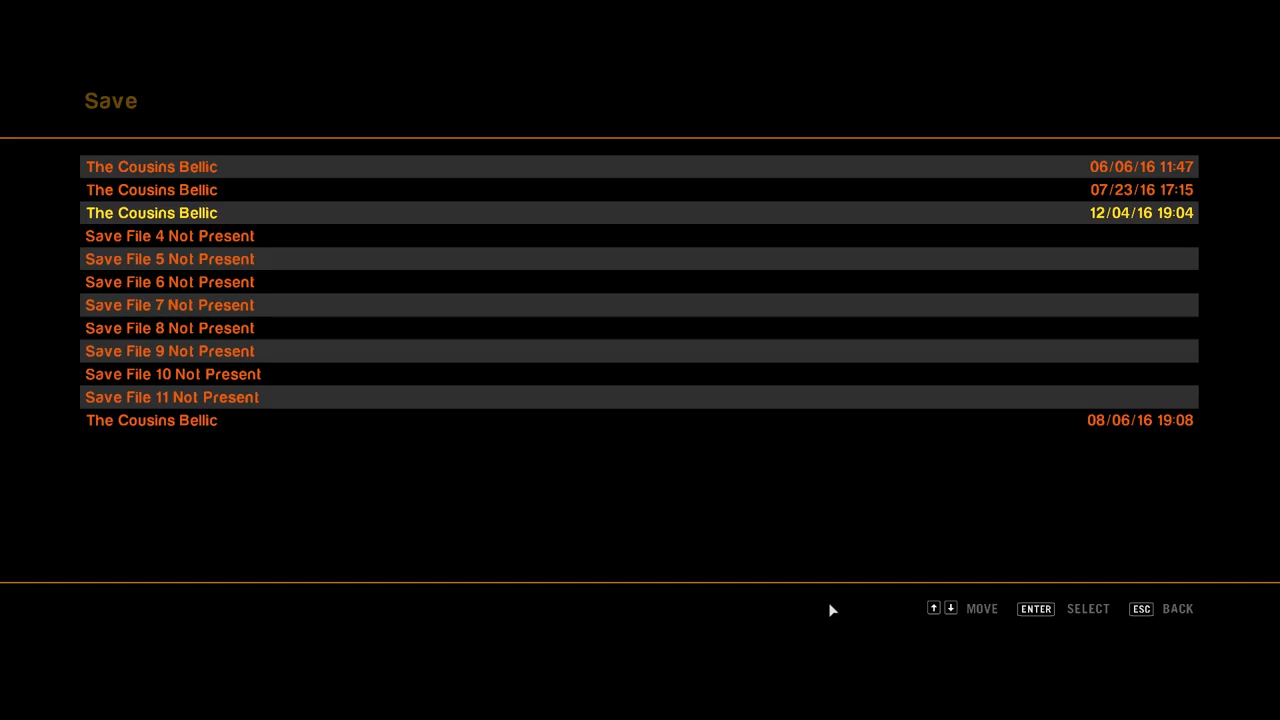 Save
The Cousins Bellic 06/06/16 11:47
The Cousins Bellic 07/23/16 17:15
The Cousins Bellic 12/04/16 19:04
Save File 4 Not Present
Save File 5 Not Present
Save File 6 Not Present
Save File 7 Not Present
Save File 8 Not Present
Save File 9 Not Present
Save File 10 Not Present
Save File 11 Not Present
The Cousins Bellic 08/06/16 19:08
↑ ↓ MOVE ENTER SELECT ESC BACK